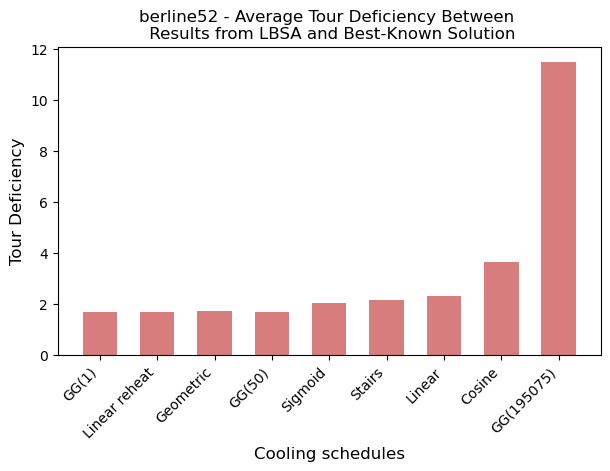 berline52 - Average Tour Deficiency Between
Results from LBSA and Best-Known Solution
Tour Deficiency
12
10
8
6
4
2
0
GG(1)
Linear reheat
Geometric
GG(50)
Sigmoid
Stairs
Linear
Cosine
GG(195075)
Cooling schedules